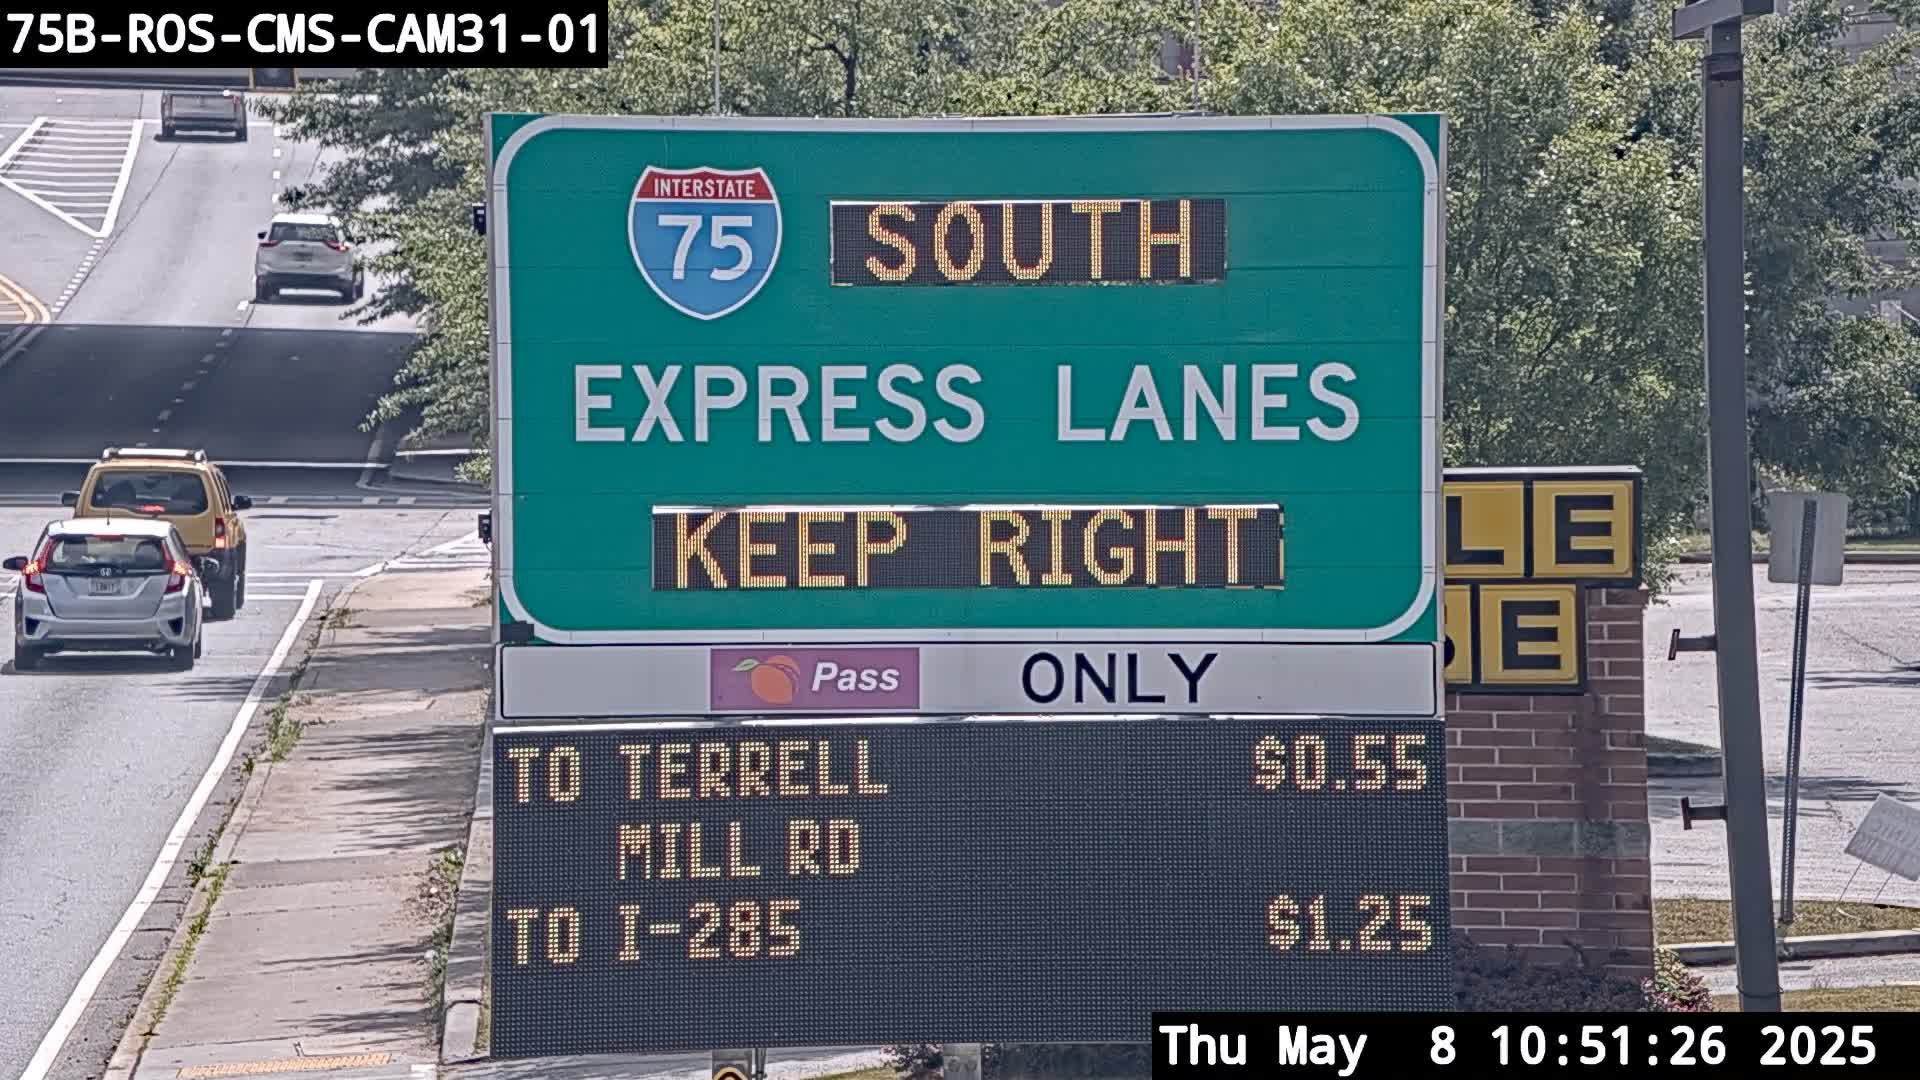 75B-ROS-CMS-CAM31-01
INTERSTATE
75
SOUTH
EXPRESS LANES
KEEP RIGHT
LE
E
Pass ONLY
TO TERRELL $0.55
MILL RD
TO I-285 $1.25
Thu May 8 10:51:26 2025